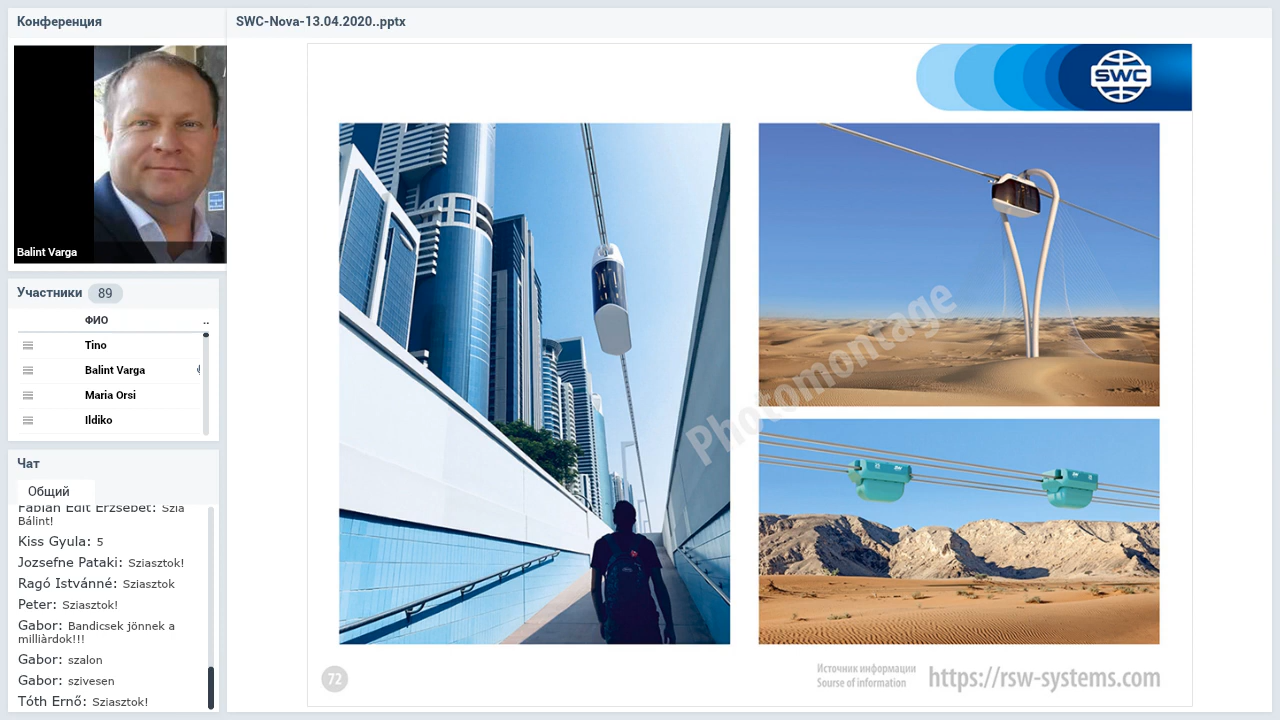 Конференция
SWC-Nova-13.04.2020..pptx
Balint Varga
Участники 89
ФИО
..
Tino
Balint Varga
Maria Orsi
Ildiko
Чат
Общий
Fabian Edit Erzsebet: Szia
Bálint!
Kiss Gyula: 5
Jozsefne Pataki: Sziasztok!
Ragó Istvánné: Sziasztok
Peter: Sziasztok!
Gabor: Bandicsek jönnek a
milliàrdok!!!
Gabor: szalon
Gabor: szivesen
Tóth Ernő: Sziasztok!
SWC
Photomontage
72
Источник информации
Sourse of information
https://rsw-systems.com